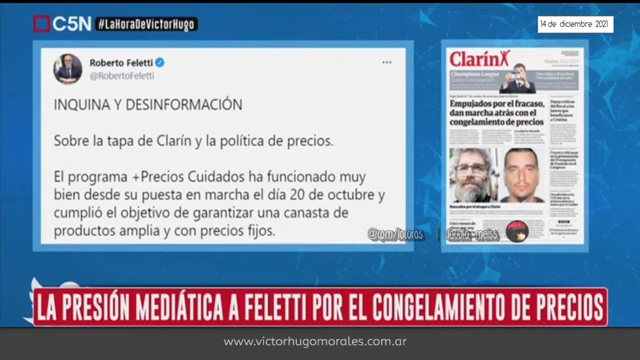 C5N
#LaHoraDeVictorHugo
14 de diciembre 2021
Roberto Feletti
@RobertoFeletti
INQUINA Y DESINFORMACIÓN
Sobre la tapa de Clarín y la política de precios.
El programa +Precios Cuidados ha funcionado muy
bien desde su puesta en marcha el día 20 de octubre y
cumplió el objetivo de garantizar una canasta de
productos amplia y con precios fijos.
Clarín
Champions League
Empujados por el fracaso,
dan marcha atrás con el
congelamiento de precios
LA PRESIÓN MEDIÁTICA A FELETTI POR EL CONGELAMIENTO DE PRECIOS
www.victorhugomorales.com.ar